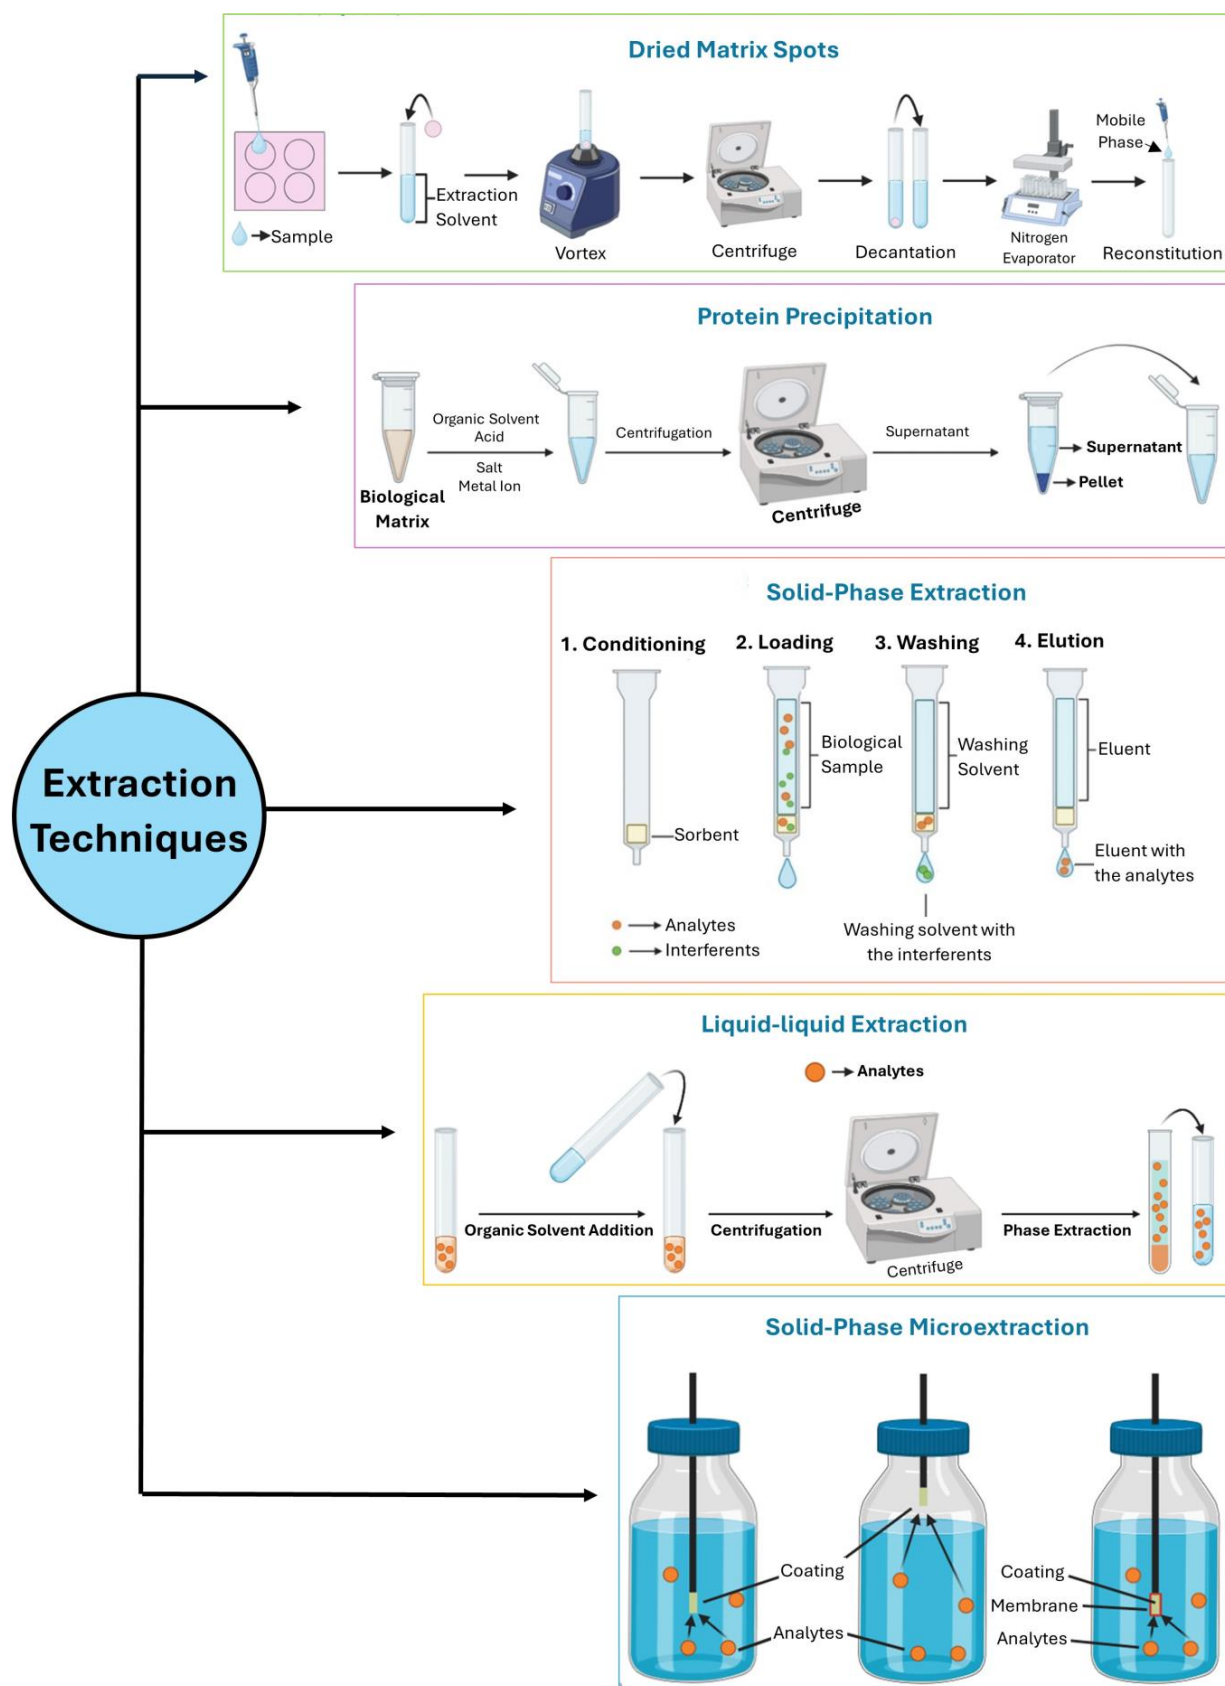 Dried Matrix Spots
Mobile
Phase
Extraction
Solvent
Sample
Vortex
Centrifuge
Decantation
Nitrogen
Evaporator
Reconstitution
Protein Precipitation
Organic Solvent
Acid
Salt
Metal Ion
Centrifugation
Supernatant
Supernatant
Pellet
Biological
Matrix
Centrifuge
Solid-Phase Extraction
1. Conditioning
2. Loading
3. Washing
4. Elution
Biological
Sample
Washing
Solvent
Eluent
Sorbent
Eluent with
the analytes
Analytes
Interferents
Washing solvent with
the interferents
Extraction
Techniques
Liquid-liquid Extraction
Analytes
Organic Solvent Addition
Centrifugation
Phase Extraction
Centrifuge
Solid-Phase Microextraction
Coating
Analytes
Coating
Membrane
Analytes